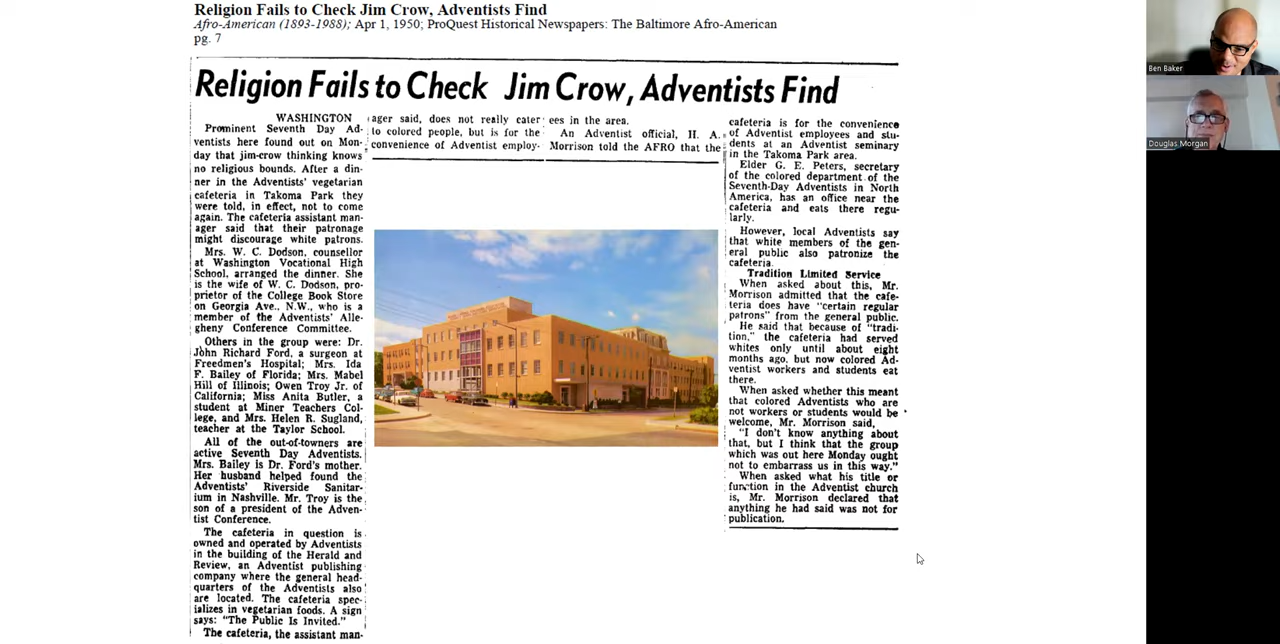 Religion Fails to Check Jim Crow, Adventists Find
Afro-American (1893-1988); Apr 1, 1950; ProQuest Historical Newspapers: The Baltimore Afro-American
pg. 7
Religion Fails to Check Jim Crow, Adventists Find
WASHINGTON
Prominent Seventh Day Ad-
ventists here found out on Mon-
day that jim-crow thinking knows
no religious bounds. After a din-
ner in the Adventists' vegetarian
cafeteria in Takoma Park they
were told, in effect, not to come
again. The cafeteria assistant man-
ager said that their patronage
might discourage white patrons.
Mrs. W. C. Dodson, counsellor
at Washington Vocational High
School, arranged the dinner. She
is the wife of W. C. Dodson, pro-
prietor of the College Book Store
on Georgia Ave., N.W., who is a
member of the Adventists' Alle-
gheny Conference Committee.
Others in the group were: Dr.
John Richard Ford, a surgeon at
Freedmen's Hospital; Mrs. Ida
F. Bailey of Florida; Mrs. Mabel
Hill of Illinois; Owen Troy Jr. of
California; Miss Anita Butler, a
student at Miner Teachers Col-
lege, and Mrs. Helen R. Sugland,
teacher at the Taylor School.
All of the out-of-towners are
active Seventh Day Adventists.
Mrs. Bailey is Dr. Ford's mother.
Her husband helped found the
Adventists' Riverside Sanitar-
ium in Nashville. Mr. Troy is the
son of a president of the Adven-
tist Conference.
The cafeteria in question is
owned and operated by Adventists
in the building of the Herald and
Review, an Adventist publishing
company where the general head-
quarters of the Adventists also
are located. The cafeteria spec-
ializes in vegetarian foods. A sign
says: "The Public Is Invited."
The cafeteria, the assistant man-
ager said, does not really cater
to colored people, but is for the
convenience of Adventist employ-
ees in the area.
An Adventist official, H. A.
Morrison told the AFRO that the
cafeteria is for the convenience
of Adventist employees and stu-
dents at an Adventist seminary
in the Takoma Park area.
Elder G. E. Peters, secretary
of the colored department of the
Seventh-Day Adventists in North
America, has an office near the
cafeteria and eats there regu-
larly.
However, local Adventists say
that white members of the gen-
eral public also patronize the
cafeteria.
Tradition Limited Service
When asked about this, Mr.
Morrison admitted that the cafe-
teria does have "certain regular
patrons" from the general public.
He said that because of "tradi-
tion," the cafeteria had served
whites only until about eight
months ago, but now colored Ad-
ventist workers and students eat
there.
When asked whether this meant
that colored Adventists who are
not workers or students would be
welcome, Mr. Morrison said,
"I don't know anything about
that, but I think that the group
which was out here Monday ought
not to embarrass us in this way."
When asked what his title or
function in the Adventist church
is, Mr. Morrison declared that
anything he had said was not for
publication.
Ben Baker
Douglas Morgan